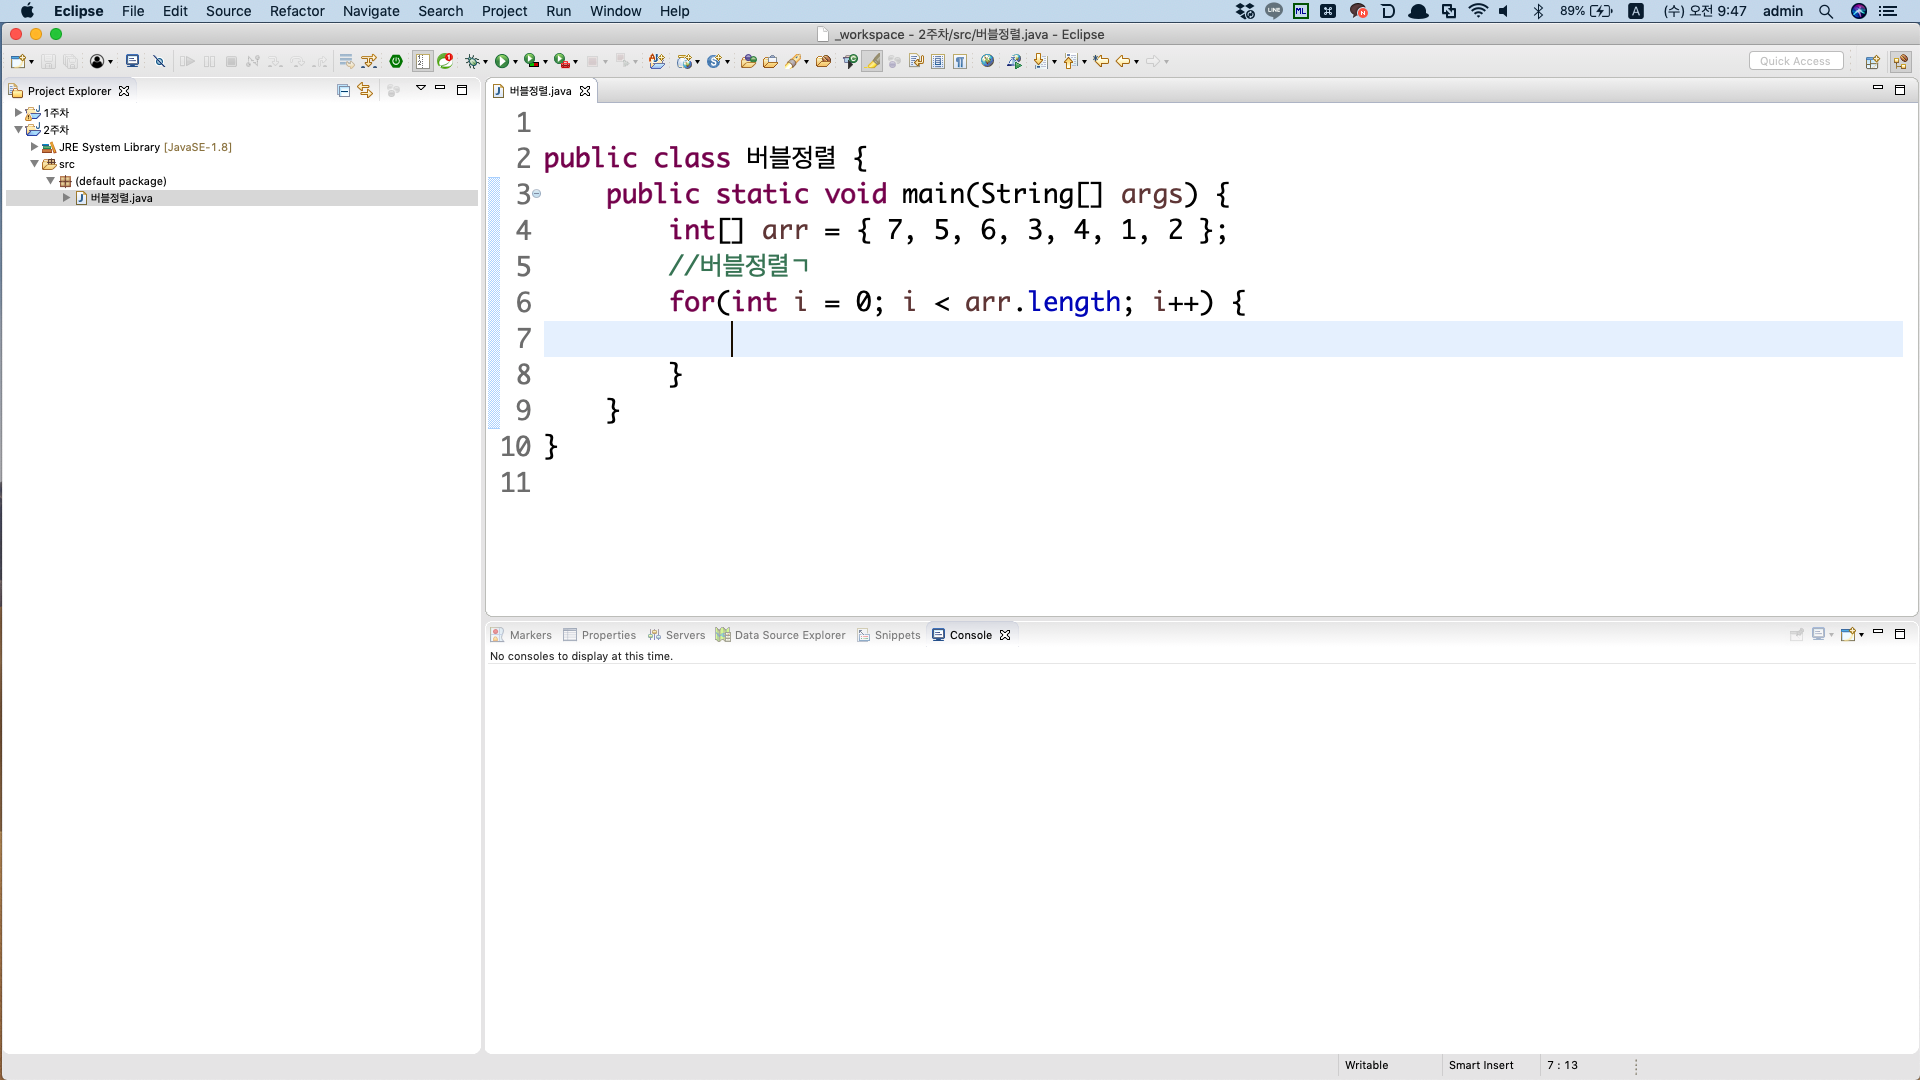 Eclipse File Edit Source Refactor Navigate Search Project Run Window Help 89% A (수) 오전 9:47 admin
_workspace - 2주차/src/버블정렬.java - Eclipse
Quick Access
Project Explorer
1주차
2주차
JRE System Library [JavaSE-1.8]
src
(default package)
버블정렬.java
버블정렬.java
1
2 public class 버블정렬 {
3 public static void main(String[] args) {
4 int[] arr = { 7, 5, 6, 3, 4, 1, 2 };
5 //버블정렬ㄱ
6 for(int i = 0; i < arr.length; i++) {
7
8 }
9 }
10 }
11
Markers Properties Servers Data Source Explorer Snippets Console
No consoles to display at this time.
Writable Smart Insert 7 : 13